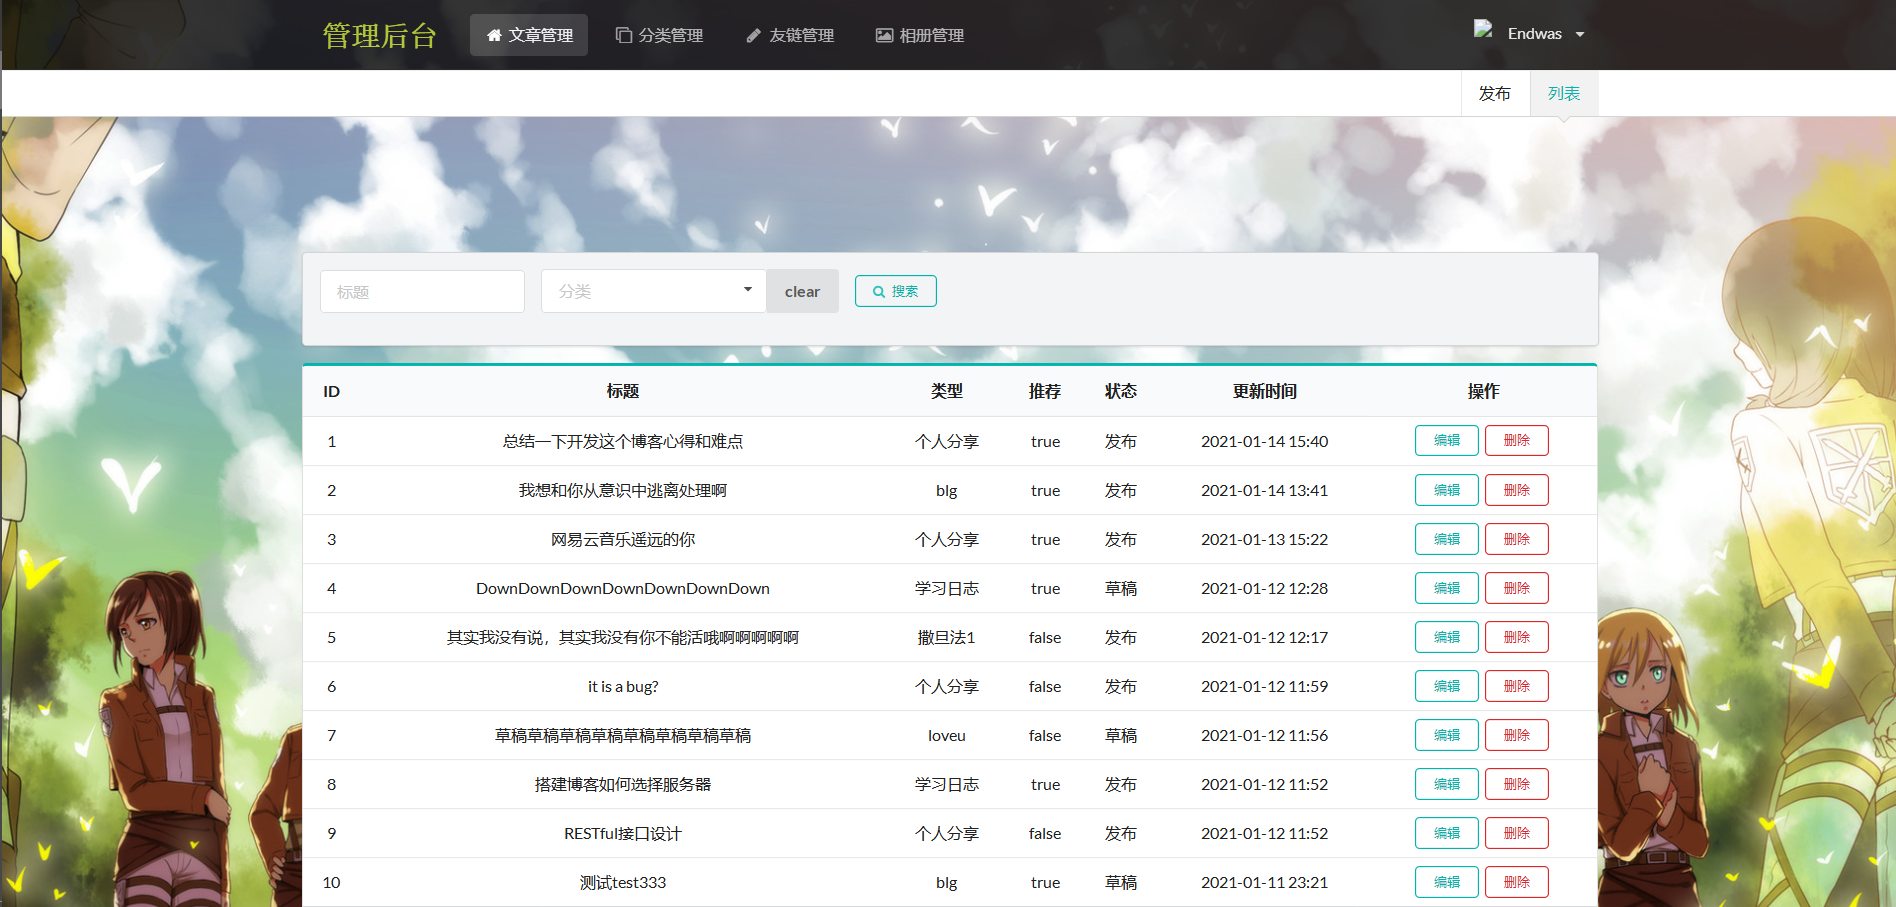 管理后台 文章管理 分类管理 友链管理 相册管理 Endwas
发布 列表
标题 分类 clear 搜索
ID 标题 类型 推荐 状态 更新时间 操作
1 总结一下开发这个博客心得和难点 个人分享 true 发布 2021-01-14 15:40 编辑 删除
2 我想和你从意识中逃离处理啊 blg true 发布 2021-01-14 13:41 编辑 删除
3 网易云音乐遥远的你 个人分享 true 发布 2021-01-13 15:22 编辑 删除
4 DownDownDownDownDownDownDown 学习日志 true 草稿 2021-01-12 12:28 编辑 删除
5 其实我没有说，其实我没有你不能活哦啊啊啊啊啊 撒旦法1 false 发布 2021-01-12 12:17 编辑 删除
6 it is a bug? 个人分享 false 发布 2021-01-12 11:59 编辑 删除
7 草稿草稿草稿草稿草稿草稿草稿草稿 loveu false 草稿 2021-01-12 11:56 编辑 删除
8 搭建博客如何选择服务器 学习日志 true 发布 2021-01-12 11:52 编辑 删除
9 RESTful接口设计 个人分享 false 发布 2021-01-12 11:52 编辑 删除
10 测试test333 blg true 草稿 2021-01-11 23:21 编辑 删除